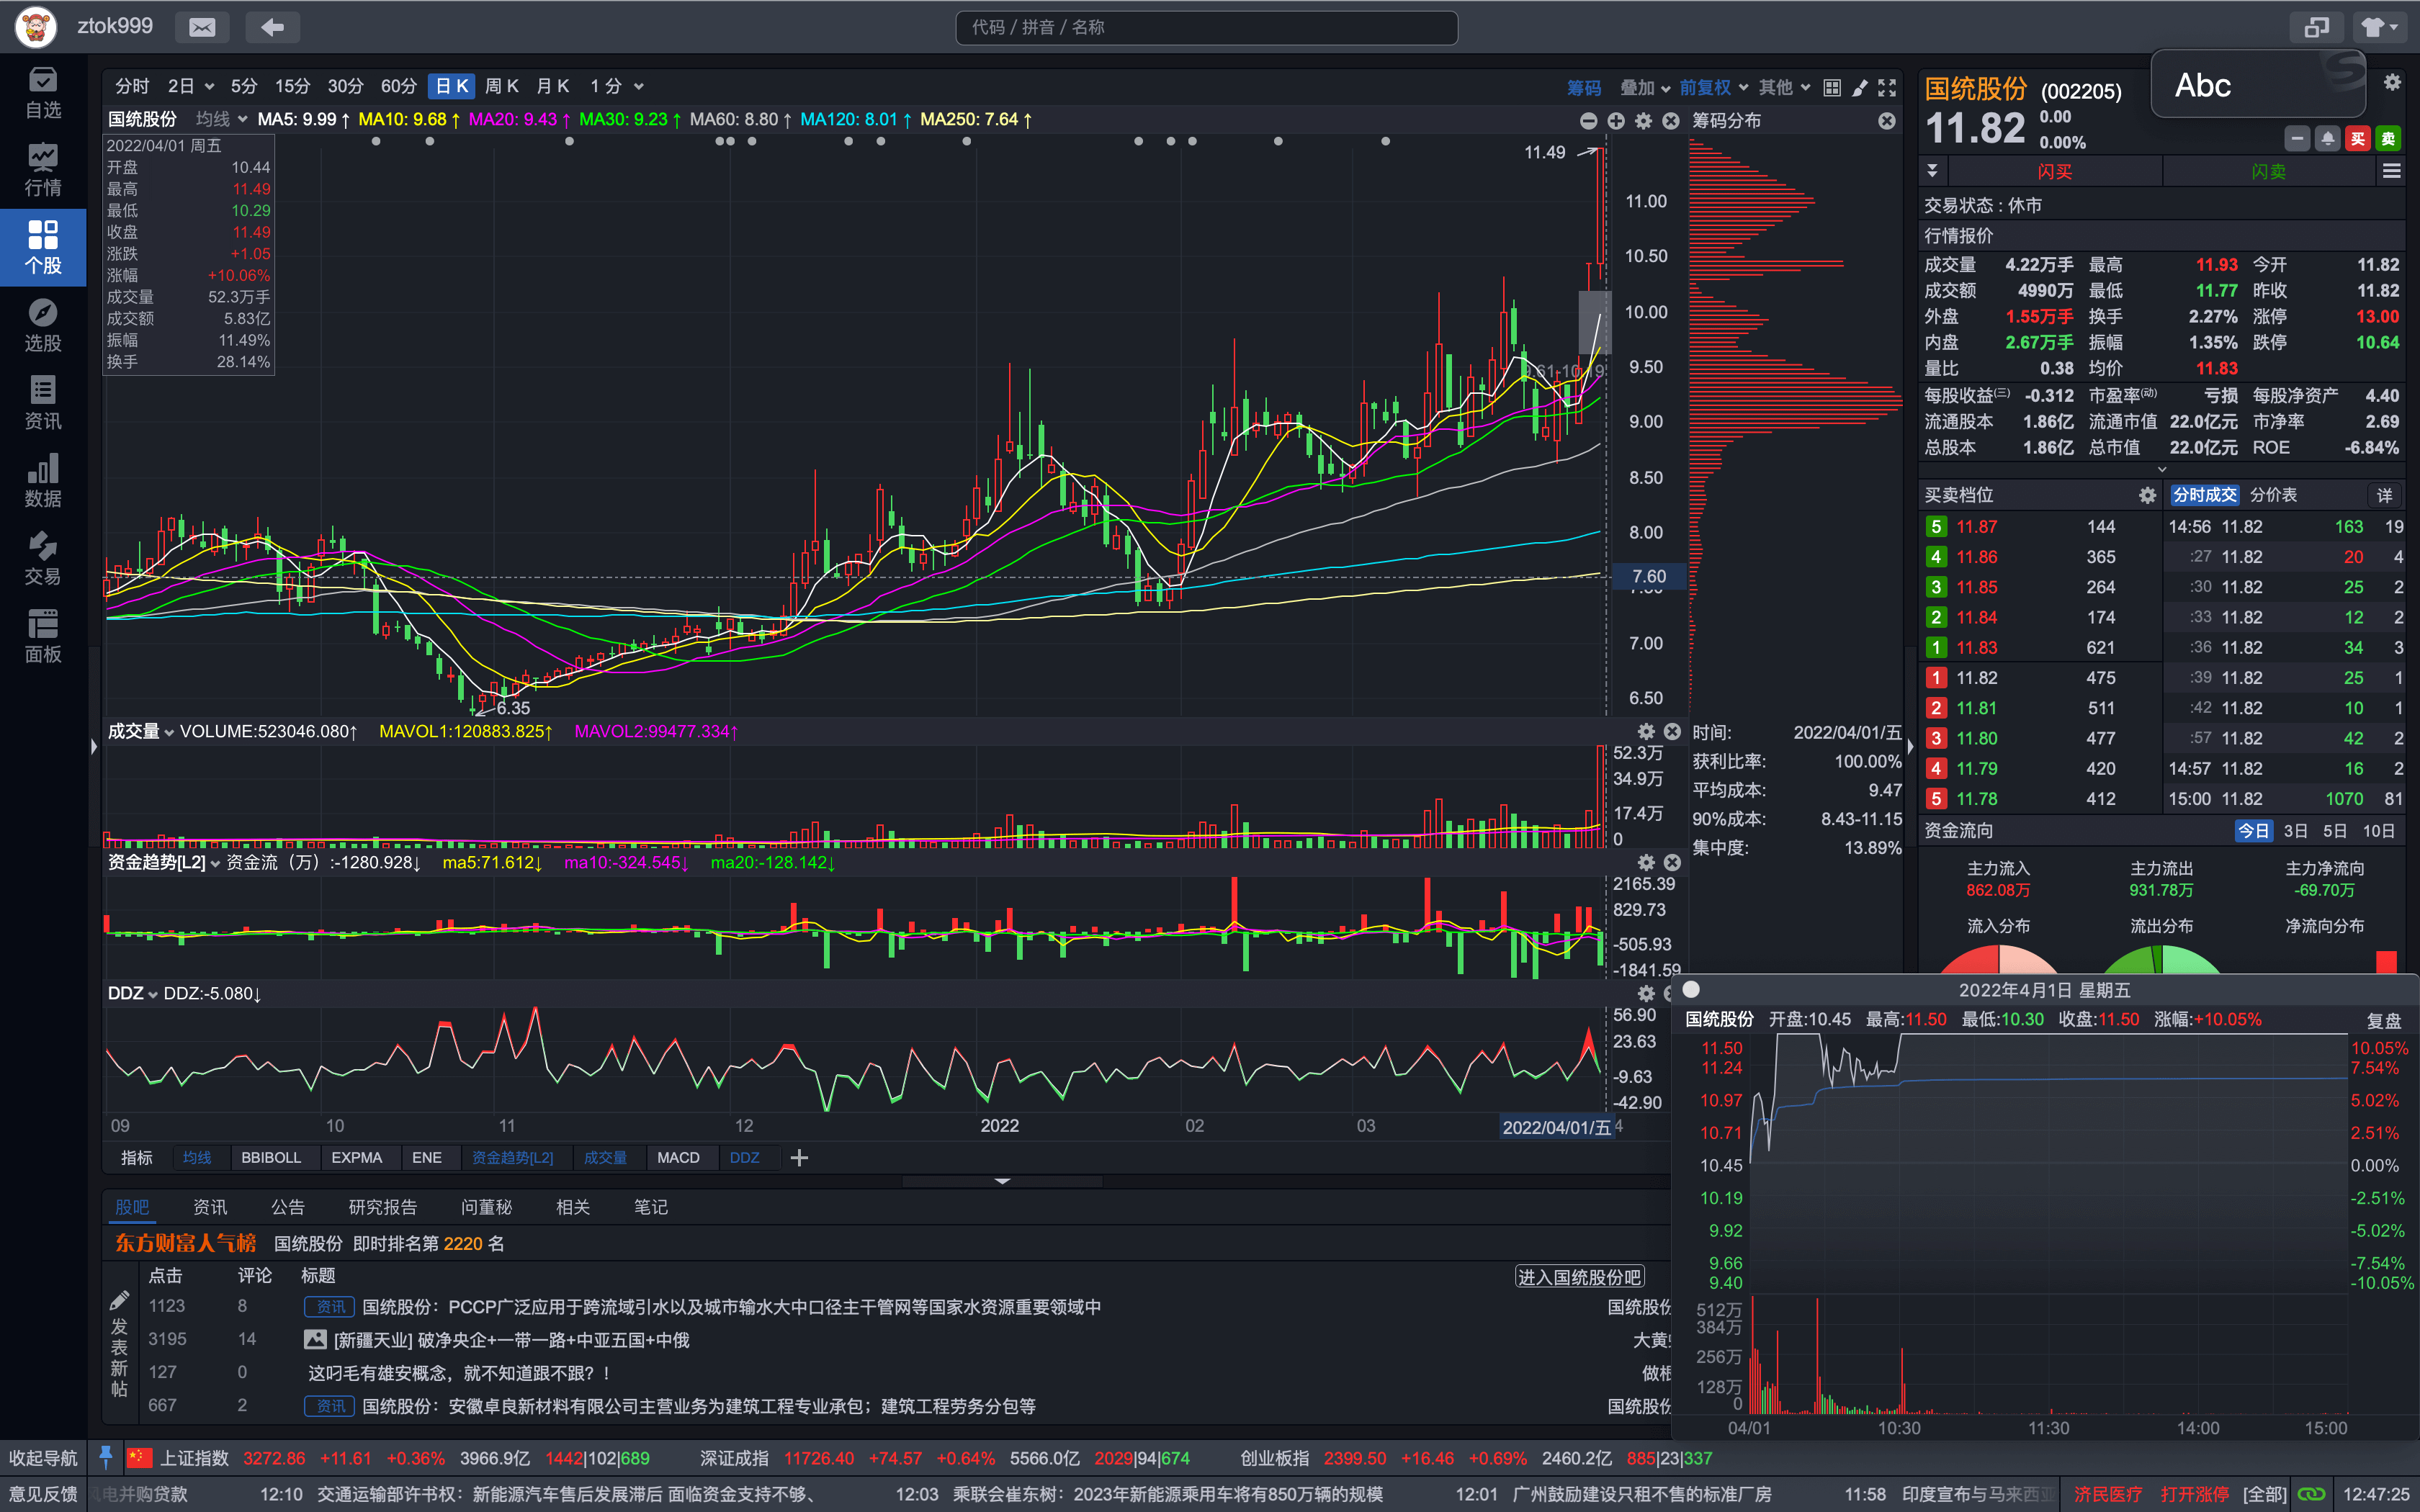 ztok999
代码 / 拼音 / 名称
Abc
自选
行情
个股
选股
资讯
数据
交易
面板
分时 2日 5分 15分 30分 60分 日K 周K 月K 1分 筹码 叠加 前复权 其他
国统股份 均线 MA5: 9.99↑ MA10: 9.68↑ MA20: 9.43↑ MA30: 9.23↑ MA60: 8.80↑ MA120: 8.01↑ MA250: 7.64↑
筹码分布
2022/04/01 周五
开盘 10.44
最高 11.49
最低 10.29
收盘 11.49
涨跌 +1.05
涨幅 +10.06%
成交量 52.3万手
成交额 5.83亿
振幅 11.49%
换手 28.14%
11.49
11.00
10.50
10.00
9.50
9.61-10.19
9.00
8.50
8.00
7.60
7.00
6.50
6.35
成交量 VOLUME:523046.080↑ MAVOL1:120883.825↑ MAVOL2:99477.334↑
52.3万
34.9万
17.4万
0
时间: 2022/04/01/五
获利比率: 100.00%
平均成本: 9.47
90%成本: 8.43-11.15
集中度: 13.89%
资金趋势[L2] 资金流（万）:-1280.928↓ ma5:71.612↓ ma10:-324.545↓ ma20:-128.142↓
2165.39
829.73
-505.93
-1841.59
DDZ DDZ:-5.080↓
56.90
23.63
-9.63
-42.90
09 10 11 12 2022 02 03 2022/04/01/五 4
指标 均线 BBIBOLL EXPMA ENE 资金趋势[L2] 成交量 MACD DDZ
股吧 资讯 公告 研究报告 问董秘 相关 笔记
东方财富人气榜 国统股份 即时排名第 2220 名
点击 评论 标题 进入国统股份吧
发表新帖
1123 8 资讯 国统股份：PCCP广泛应用于跨流域引水以及城市输水大中口径主干管网等国家水资源重要领域中 国统股份
3195 14 [新疆天业] 破净央企+一带一路+中亚五国+中俄 大黄
127 0 这叼毛有雄安概念，就不知道跟不跟？！ 做根
667 2 资讯 国统股份：安徽卓良新材料有限公司主营业务为建筑工程专业承包；建筑工程劳务分包等 国统股份
国统股份 (002205)
11.82 0.00
0.00%
买 卖
闪买 闪卖
交易状态 : 休市
行情报价
成交量 4.22万手 最高 11.93 今开 11.82
成交额 4990万 最低 11.77 昨收 11.82
外盘 1.55万手 换手 2.27% 涨停 13.00
内盘 2.67万手 振幅 1.35% 跌停 10.64
量比 0.38 均价 11.83
每股收益(三) -0.312 市盈率(动) 亏损 每股净资产 4.40
流通股本 1.86亿 流通市值 22.0亿元 市净率 2.69
总股本 1.86亿 总市值 22.0亿元 ROE -6.84%
买卖档位 分时成交 分价表 详
5 11.87 144 14:56 11.82 163 19
4 11.86 365 :27 11.82 20 4
3 11.85 264 :30 11.82 25 2
2 11.84 174 :33 11.82 12 2
1 11.83 621 :36 11.82 34 3
1 11.82 475 :39 11.82 25 1
2 11.81 511 :42 11.82 10 1
3 11.80 477 :57 11.82 42 2
4 11.79 420 14:57 11.82 16 2
5 11.78 412 15:00 11.82 1070 81
资金流向 今日 3日 5日 10日
主力流入 主力流出 主力净流向
862.08万 931.78万 -69.70万
流入分布 流出分布 净流向分布
2022年4月1日 星期五
国统股份 开盘:10.45 最高:11.50 最低:10.30 收盘:11.50 涨幅:+10.05% 复盘
11.50 10.05%
11.24 7.54%
10.97 5.02%
10.71 2.51%
10.45 0.00%
10.19 -2.51%
9.92 -5.02%
9.66 -7.54%
9.40 -10.05%
512万
384万
256万
128万
0
04/01 10:30 11:30 14:00 15:00
收起导航 上证指数 3272.86 +11.61 +0.36% 3966.9亿 1442|102|689 深证成指 11726.40 +74.57 +0.64% 5566.0亿 2029|94|674 创业板指 2399.50 +16.46 +0.69% 2460.2亿 885|23|337
意见反馈 电并购贷款 12:10 交通运输部许书权：新能源汽车售后发展滞后 面临资金支持不够、 12:03 乘联会崔东树：2023年新能源乘用车将有850万辆的规模 12:01 广州鼓励建设只租不售的标准厂房 11:58 印度宣布与马来西亚 济民医疗 打开涨停 [全部] 12:47:25